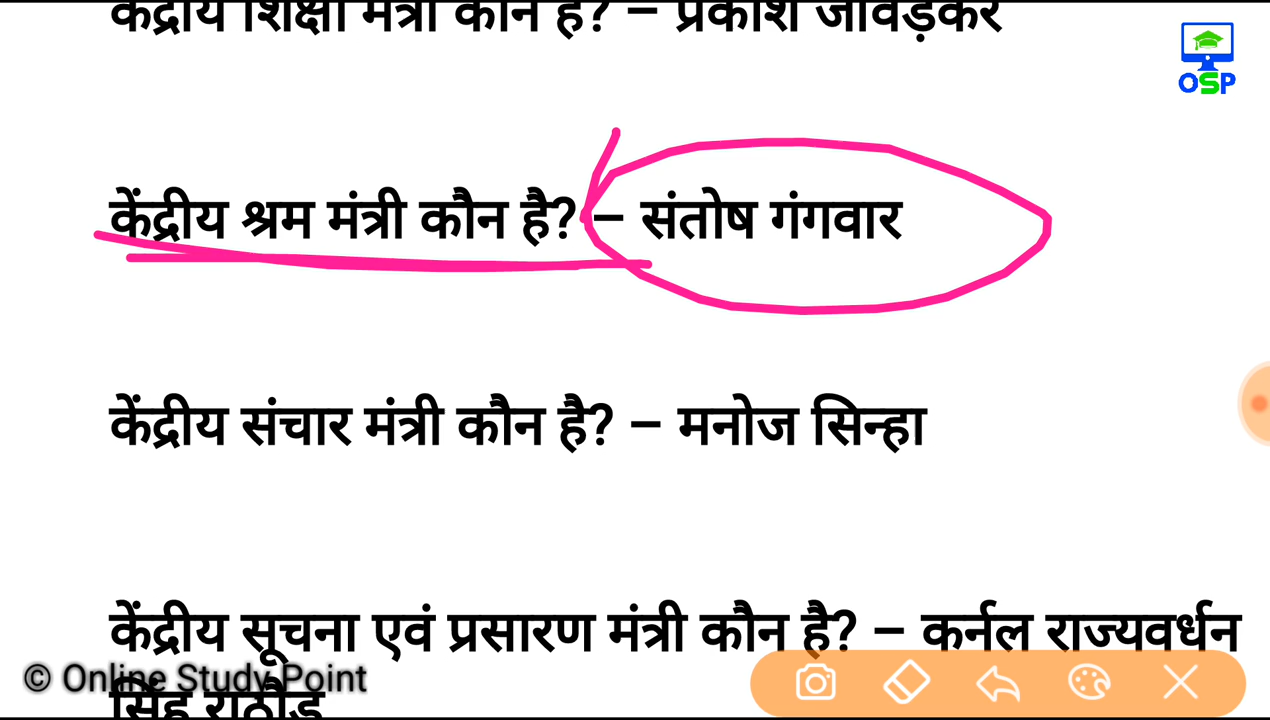 केंद्रीय शिक्षा मंत्री कौन है? – प्रकाश जावड़ेकर
OSP
केंद्रीय श्रम मंत्री कौन है? – संतोष गंगवार
केंद्रीय संचार मंत्री कौन है? – मनोज सिन्हा
केंद्रीय सूचना एवं प्रसारण मंत्री कौन है? – कर्नल राज्यवर्धन
सिंह राठौड़
© Online Study Point